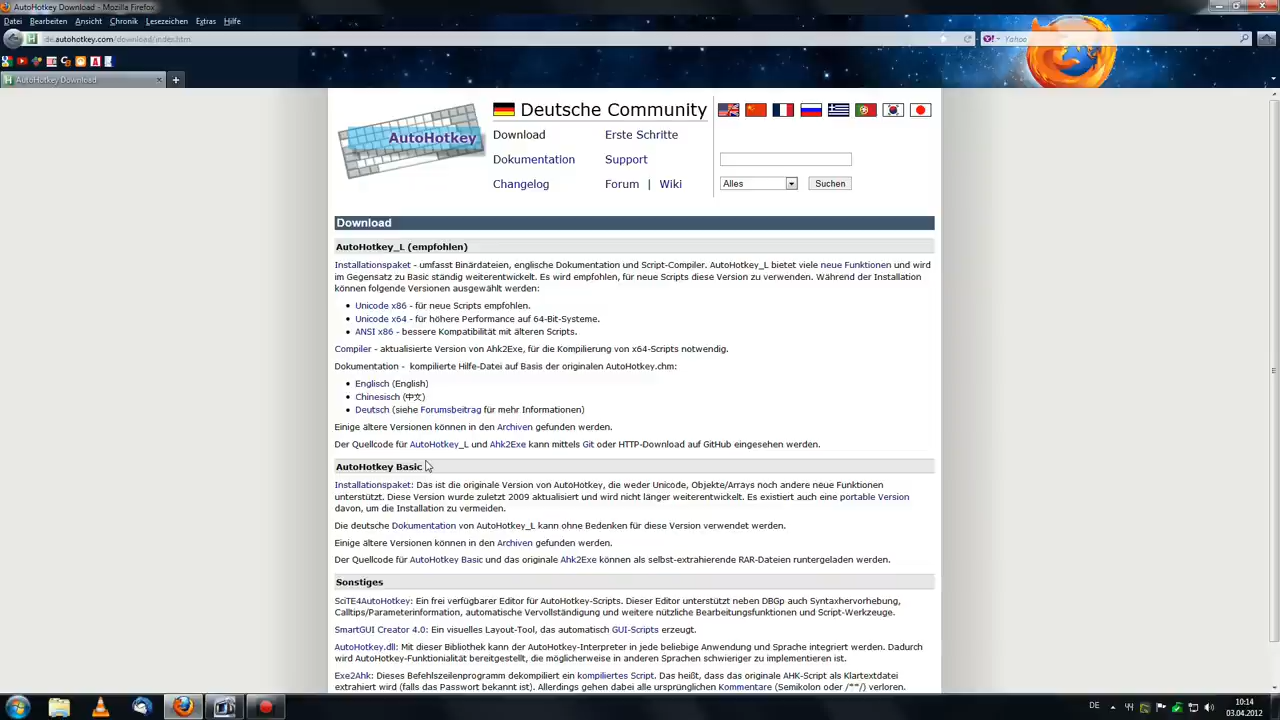 AutoHotkey Download - Mozilla Firefox
Datei Bearbeiten Ansicht Chronik Lesezeichen Extras Hilfe
de.autohotkey.com/download/index.htm
Yahoo
AutoHotkey Download
AutoHotkey
Deutsche Community
Download Erste Schritte
Dokumentation Support
Changelog Forum | Wiki
Alles Suchen
Download
AutoHotkey_L (empfohlen)
Installationspaket - umfasst Binärdateien, englische Dokumentation und Script-Compiler. AutoHotkey_L bietet viele neue Funktionen und wird
im Gegensatz zu Basic ständig weiterentwickelt. Es wird empfohlen, für neue Scripts diese Version zu verwenden. Während der Installation
können folgende Versionen ausgewählt werden:
• Unicode x86 - für neue Scripts empfohlen.
• Unicode x64 - für höhere Performance auf 64-Bit-Systeme.
• ANSI x86 - bessere Kompatibilität mit älteren Scripts.
Compiler - aktualisierte Version von Ahk2Exe, für die Kompilierung von x64-Scripts notwendig.
Dokumentation - kompilierte Hilfe-Datei auf Basis der originalen AutoHotkey.chm:
• Englisch (English)
• Chinesisch (中文)
• Deutsch (siehe Forumsbeitrag für mehr Informationen)
Einige ältere Versionen können in den Archiven gefunden werden.
Der Quellcode für AutoHotkey_L und Ahk2Exe kann mittels Git oder HTTP-Download auf GitHub eingesehen werden.
AutoHotkey Basic
Installationspaket: Das ist die originale Version von AutoHotkey, die weder Unicode, Objekte/Arrays noch andere neue Funktionen
unterstützt. Diese Version wurde zuletzt 2009 aktualisiert und wird nicht länger weiterentwickelt. Es existiert auch eine portable Version
davon, um die Installation zu vermeiden.
Die deutsche Dokumentation von AutoHotkey_L kann ohne Bedenken für diese Version verwendet werden.
Einige ältere Versionen können in den Archiven gefunden werden.
Der Quellcode für AutoHotkey Basic und das originale Ahk2Exe können als selbst-extrahierende RAR-Dateien runtergeladen werden.
Sonstiges
SciTE4AutoHotkey: Ein frei verfügbarer Editor für AutoHotkey-Scripts. Dieser Editor unterstützt neben DBGp auch Syntaxhervorhebung,
Calltips/Parameterinformation, automatische Vervollständigung und weitere nützliche Bearbeitungsfunktionen und Script-Werkzeuge.
SmartGUI Creator 4.0: Ein visuelles Layout-Tool, das automatisch GUI-Scripts erzeugt.
AutoHotkey.dll: Mit dieser Bibliothek kann der AutoHotkey-Interpreter in jede beliebige Anwendung und Sprache integriert werden. Dadurch
wird AutoHotkey-Funktionialität bereitgestellt, die möglicherweise in anderen Sprachen schwieriger zu implementieren ist.
Exe2Ahk: Dieses Befehlszeilenprogramm dekompiliert ein kompiliertes Script. Das heißt, dass das originale AHK-Script als Klartextdatei
extrahiert wird (falls das Passwort bekannt ist). Allerdings gehen dabei alle ursprünglichen Kommentare (Semikolon oder /**/) verloren.
DE
10:14
03.04.2012